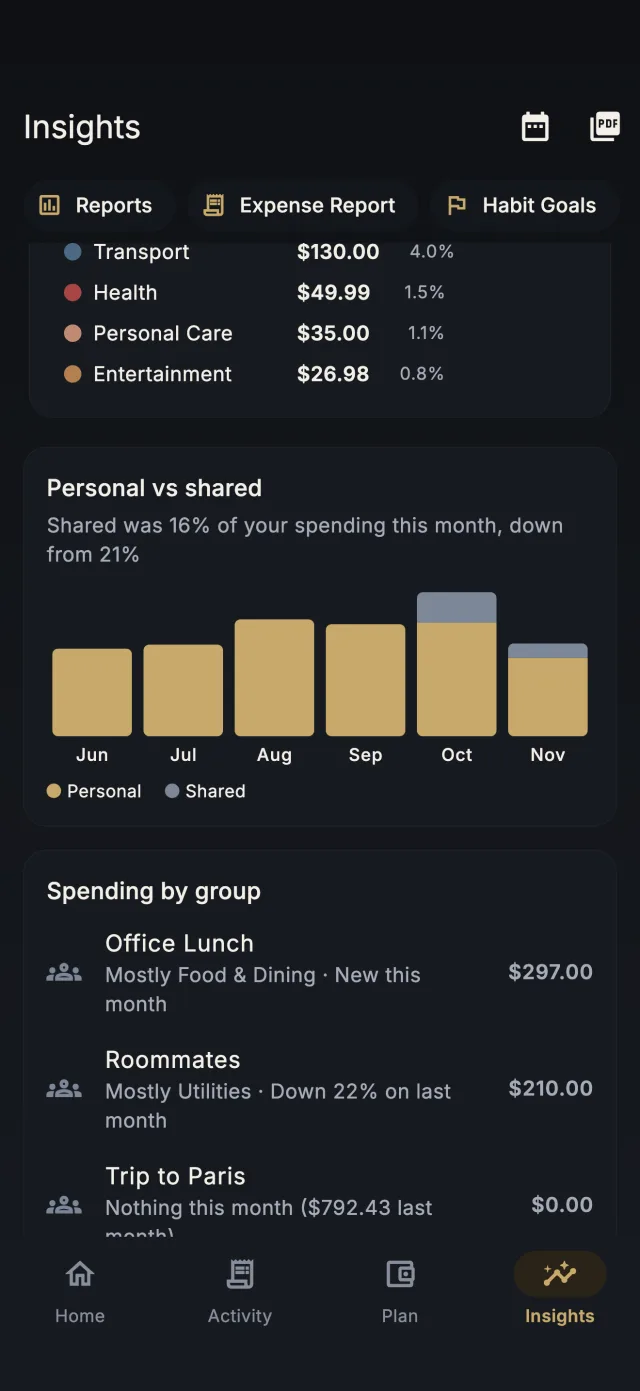 Insights
PDF
Reports
Expense Report
Habit Goals
Transport $130.00 4.0%
Health $49.99 1.5%
Personal Care $35.00 1.1%
Entertainment $26.98 0.8%
Personal vs shared
Shared was 16% of your spending this month, down
from 21%
Jun Jul Aug Sep Oct Nov
Personal Shared
Spending by group
Office Lunch
Mostly Food & Dining · New this
month
$297.00
Roommates
Mostly Utilities · Down 22% on last
month
$210.00
Trip to Paris
Nothing this month ($792.43 last
month)
$0.00
Home Activity Plan Insights